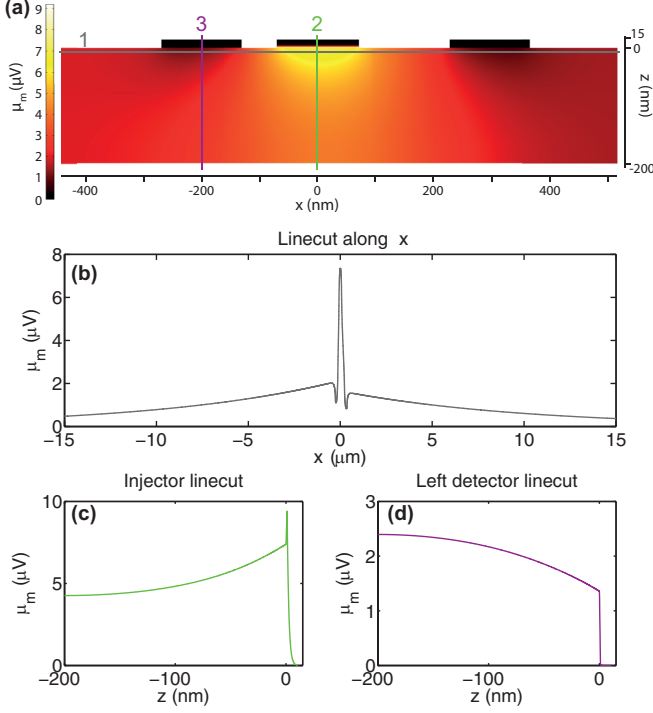 (a)
μm (μV)
9
8
7
6
5
4
3
2
1
0
1
3
2
15
0
-200
z (nm)
-400
-200
0
200
400
x (nm)
Linecut along x
(b)
8
6
4
2
0
μm (μV)
−15
−10
−5
0
5
10
15
x (μm)
Injector linecut
(c)
10
5
0
μm (μV)
−200
−100
0
z (nm)
Left detector linecut
(d)
3
2
1
0
μm (μV)
−200
−100
0
z (nm)